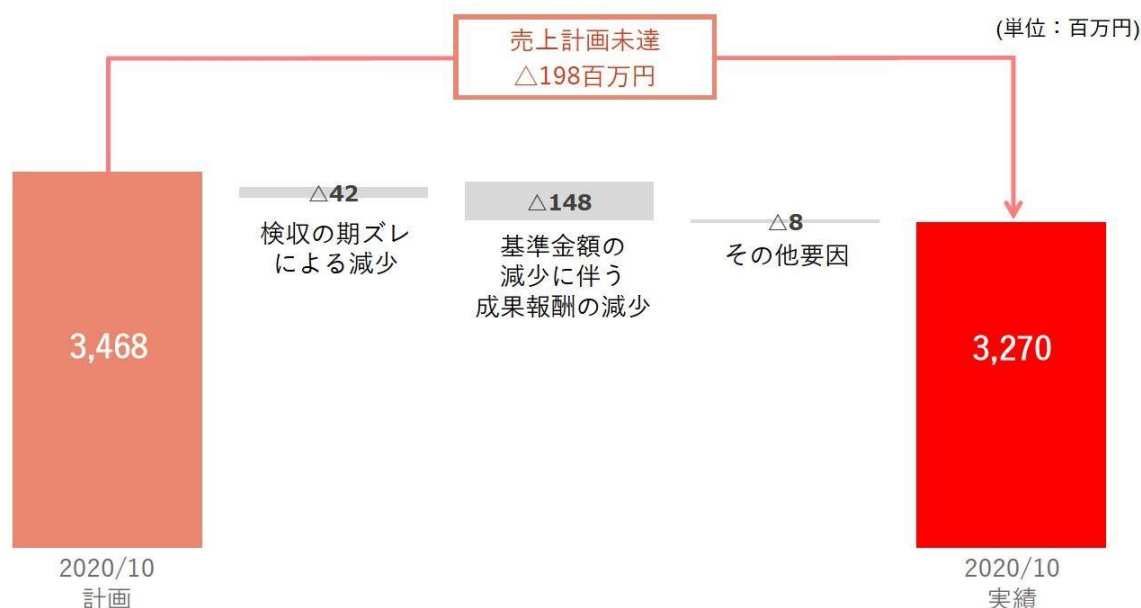 (単位：百万円)
売上計画未達
△198百万円
△42
検収の期ズレ
による減少
△148
基準金額の
減少に伴う
成果報酬の減少
△8
その他要因
3,468
3,270
2020/10
計画
2020/10
実績